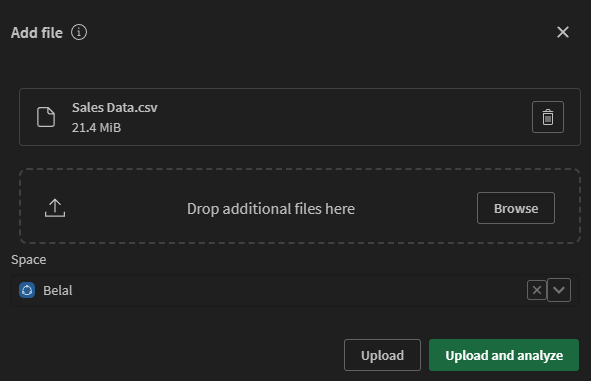 Add file
Sales Data.csv
21.4 MiB
Drop additional files here
Browse
Space
Belal
Upload
Upload and analyze